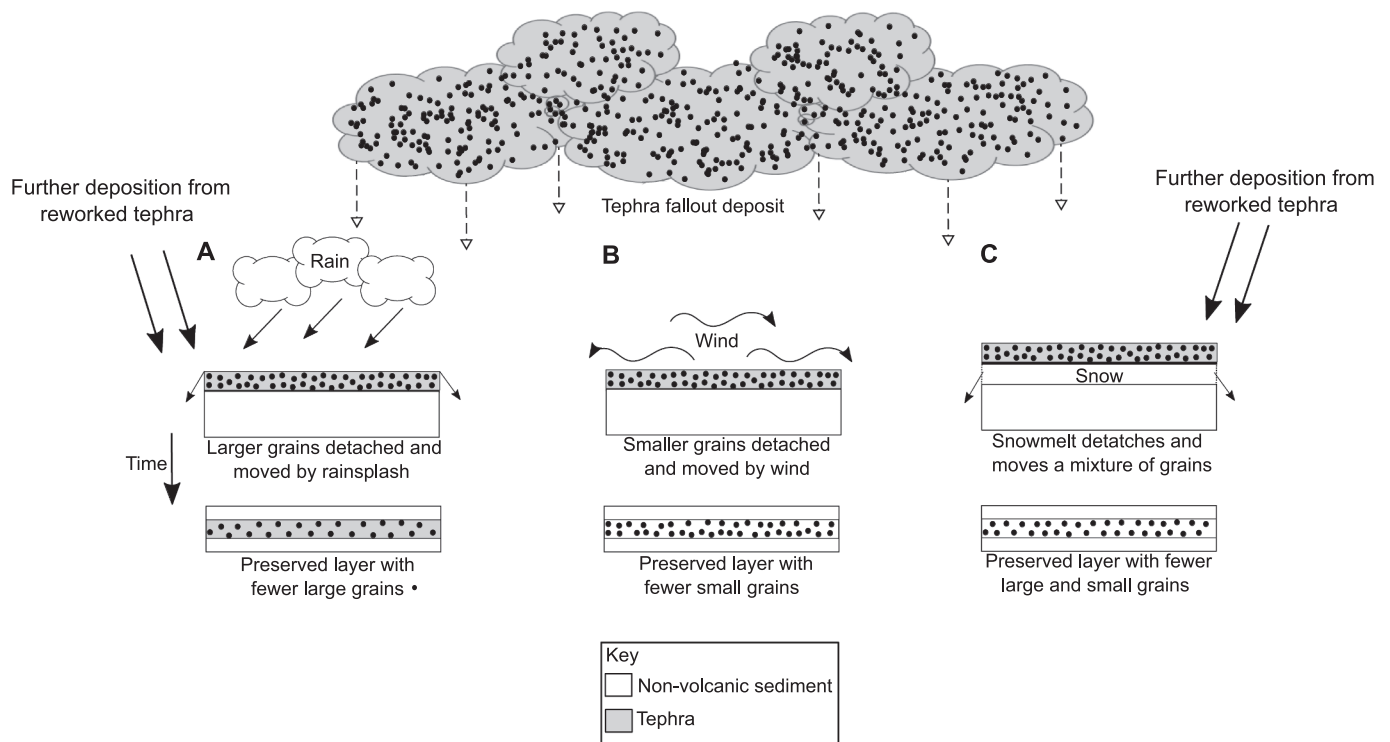 Further deposition from
reworked tephra
Tephra fallout deposit
Further deposition from
reworked tephra
A
Rain
B
Wind
C
Snow
Larger grains detached and
moved by rainsplash
Smaller grains detached
and moved by wind
Snowmelt detatches and
moves a mixture of grains
Time
Preserved layer with
fewer large grains •
Preserved layer with
fewer small grains
Preserved layer with fewer
large and small grains
Key
Non-volcanic sediment
Tephra